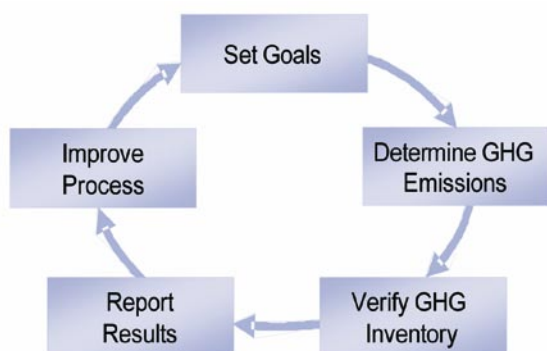 Set Goals
Determine GHG
Emissions
Verify GHG
Inventory
Report
Results
Improve
Process